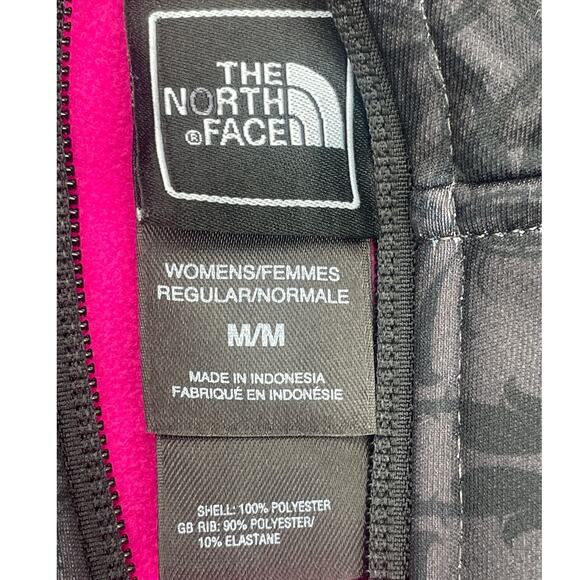 THE
NORTH
® FACE
WOMENS/FEMMES
REGULAR/NORMALE
M/M
MADE IN INDONESIA
FABRIQUÉ EN INDONÉSIE
SHELL: 100% POLYESTER
GB RIB: 90% POLYESTER/
10% ELASTANE